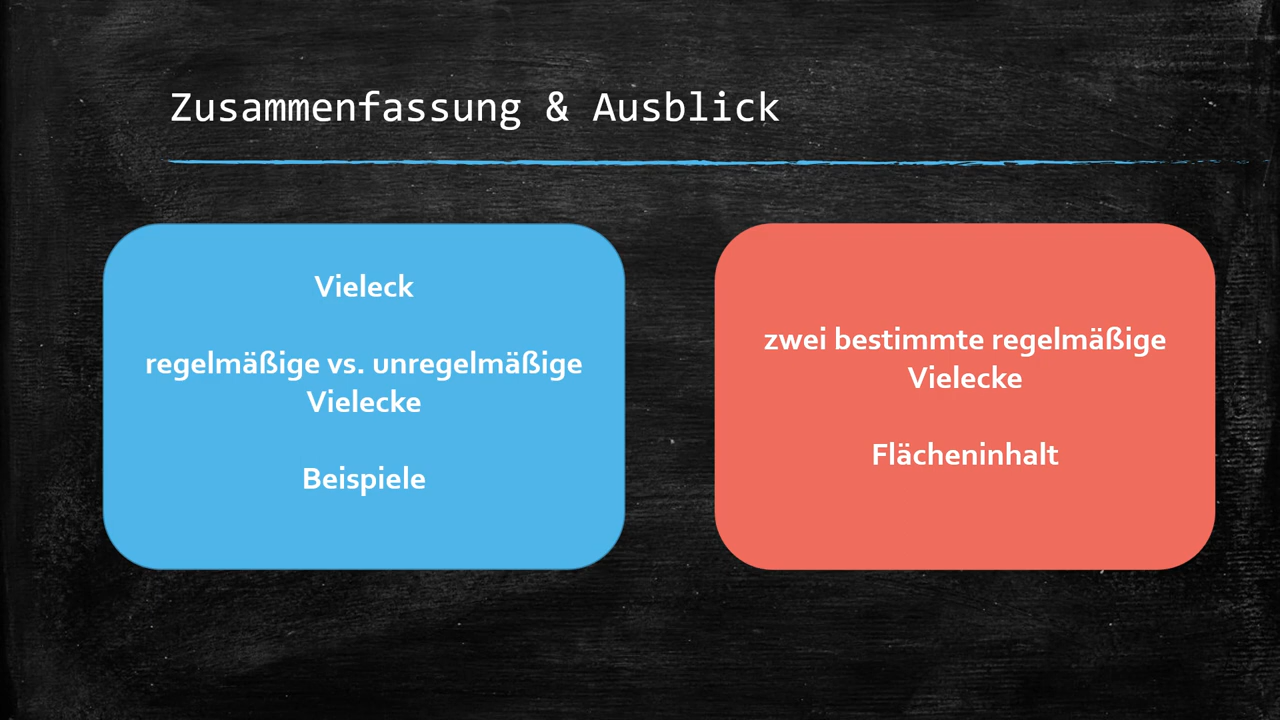 Zusammenfassung & Ausblick
Vieleck
regelmäßige vs. unregelmäßige
Vielecke
Beispiele
zwei bestimmte regelmäßige
Vielecke
Flächeninhalt